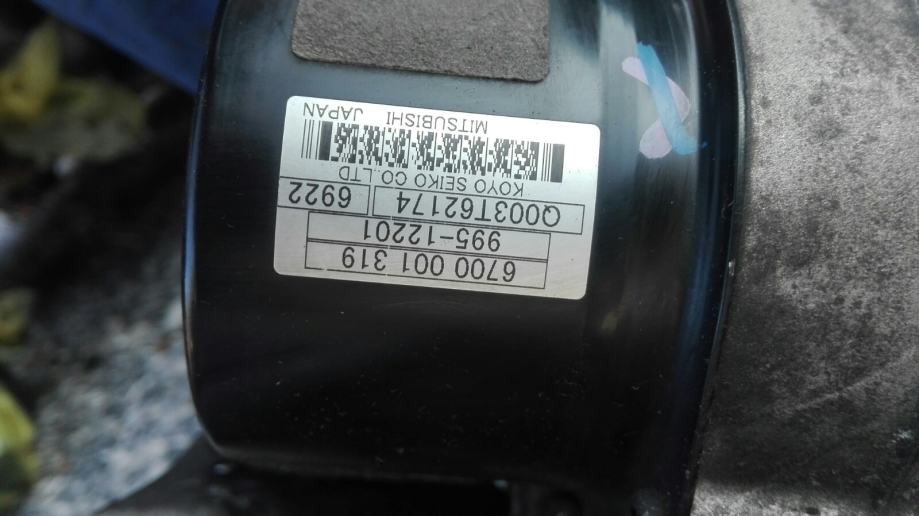 6700 001 319
995-12201
Q003T62174 6922
KOYO SEIKO CO.,LTD
MITSUBISHI JAPAN